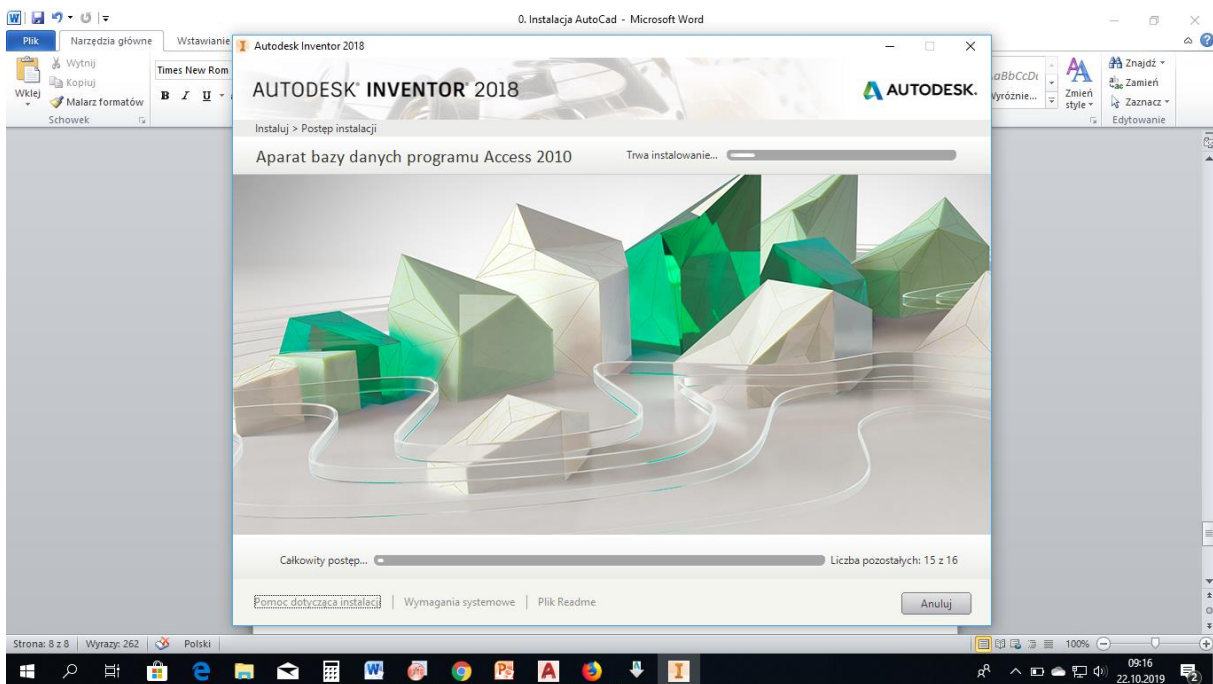 0. Instalacja AutoCad - Microsoft Word
Plik Narzędzia główne Wstawianie
Wklej
Wytnij
Kopiuj
Malarz formatów
Schowek
Times New Rom
B I U
AaBbCcDc
Wyróżnie...
Zmień style
Znajdź
Zamień
Zaznacz
Edytowanie
Autodesk Inventor 2018
AUTODESK® INVENTOR® 2018
AUTODESK.
Instaluj > Postęp instalacji
Aparat bazy danych programu Access 2010 Trwa instalowanie...
Całkowity postęp... Liczba pozostałych: 15 z 16
Pomoc dotycząca instalacji | Wymagania systemowe | Plik Readme
Anuluj
Strona: 8 z 8 Wyrazy: 262 Polski 100%
09:16
22.10.2019
2